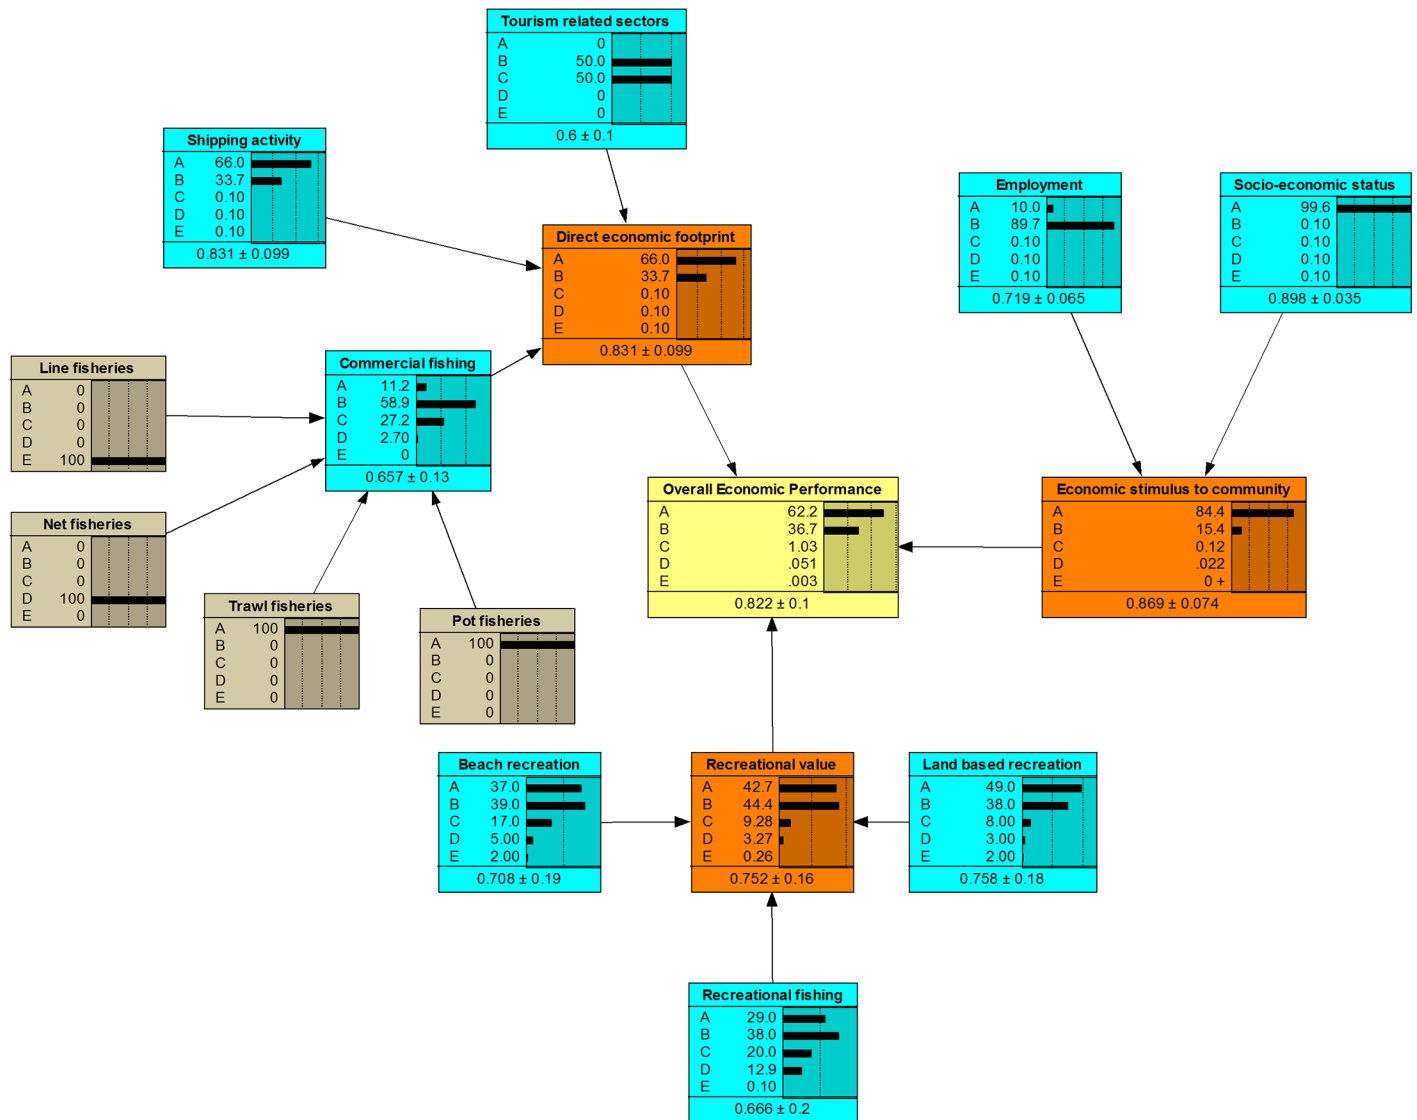 Tourism related sectors
A 0
B 50.0
C 50.0
D 0
E 0
0.6 ± 0.1
Shipping activity
A 66.0
B 33.7
C 0.10
D 0.10
E 0.10
0.831 ± 0.099
Employment
A 10.0
B 89.7
C 0.10
D 0.10
E 0.10
0.719 ± 0.065
Socio-economic status
A 99.6
B 0.10
C 0.10
D 0.10
E 0.10
0.898 ± 0.035
Direct economic footprint
A 66.0
B 33.7
C 0.10
D 0.10
E 0.10
0.831 ± 0.099
Line fisheries
A 0
B 0
C 0
D 0
E 100
Commercial fishing
A 11.2
B 58.9
C 27.2
D 2.70
E 0
0.657 ± 0.13
Overall Economic Performance
A 62.2
B 36.7
C 1.03
D .051
E .003
0.822 ± 0.1
Economic stimulus to community
A 84.4
B 15.4
C 0.12
D .022
E 0 +
0.869 ± 0.074
Net fisheries
A 0
B 0
C 0
D 100
E 0
Trawl fisheries
A 100
B 0
C 0
D 0
E 0
Pot fisheries
A 100
B 0
C 0
D 0
E 0
Beach recreation
A 37.0
B 39.0
C 17.0
D 5.00
E 2.00
0.708 ± 0.19
Recreational value
A 42.7
B 44.4
C 9.28
D 3.27
E 0.26
0.752 ± 0.16
Land based recreation
A 49.0
B 38.0
C 8.00
D 3.00
E 2.00
0.758 ± 0.18
Recreational fishing
A 29.0
B 38.0
C 20.0
D 12.9
E 0.10
0.666 ± 0.2